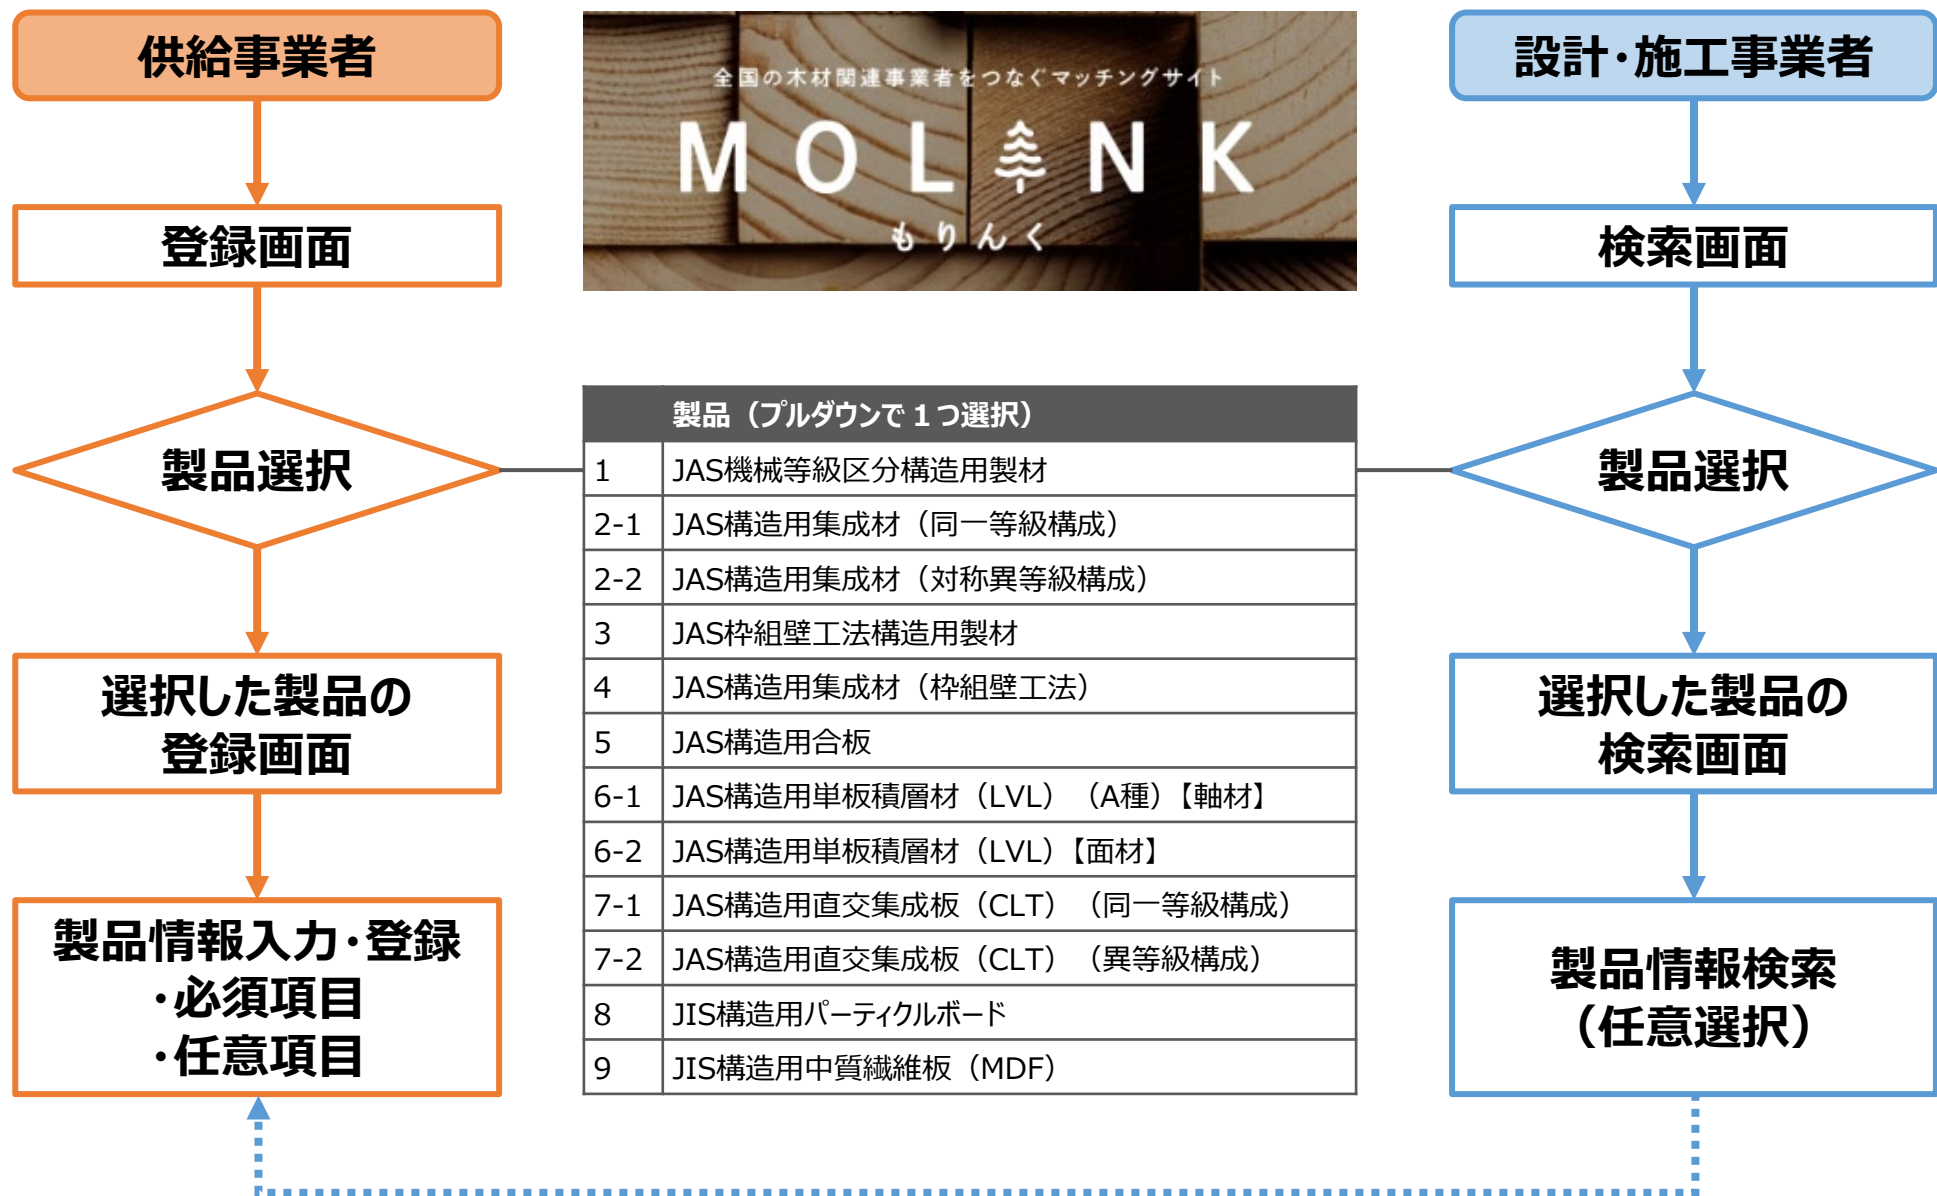 供給事業者
登録画面
製品選択
選択した製品の
登録画面
製品情報入力・登録
・必須項目
・任意項目
全国の木材関連事業者をつなぐマッチングサイト
MOLINK
もりんく
製品（プルダウンで１つ選択）
1 JAS機械等級区分構造用製材
2-1 JAS構造用集成材（同一等級構成）
2-2 JAS構造用集成材（対称異等級構成）
3 JAS枠組壁工法構造用製材
4 JAS構造用集成材（枠組壁工法）
5 JAS構造用合板
6-1 JAS構造用単板積層材（LVL）（A種）【軸材】
6-2 JAS構造用単板積層材（LVL）【面材】
7-1 JAS構造用直交集成板（CLT）（同一等級構成）
7-2 JAS構造用直交集成板（CLT）（異等級構成）
8 JIS構造用パーティクルボード
9 JIS構造用中質繊維板（MDF）
設計・施工事業者
検索画面
製品選択
選択した製品の
検索画面
製品情報検索
（任意選択）